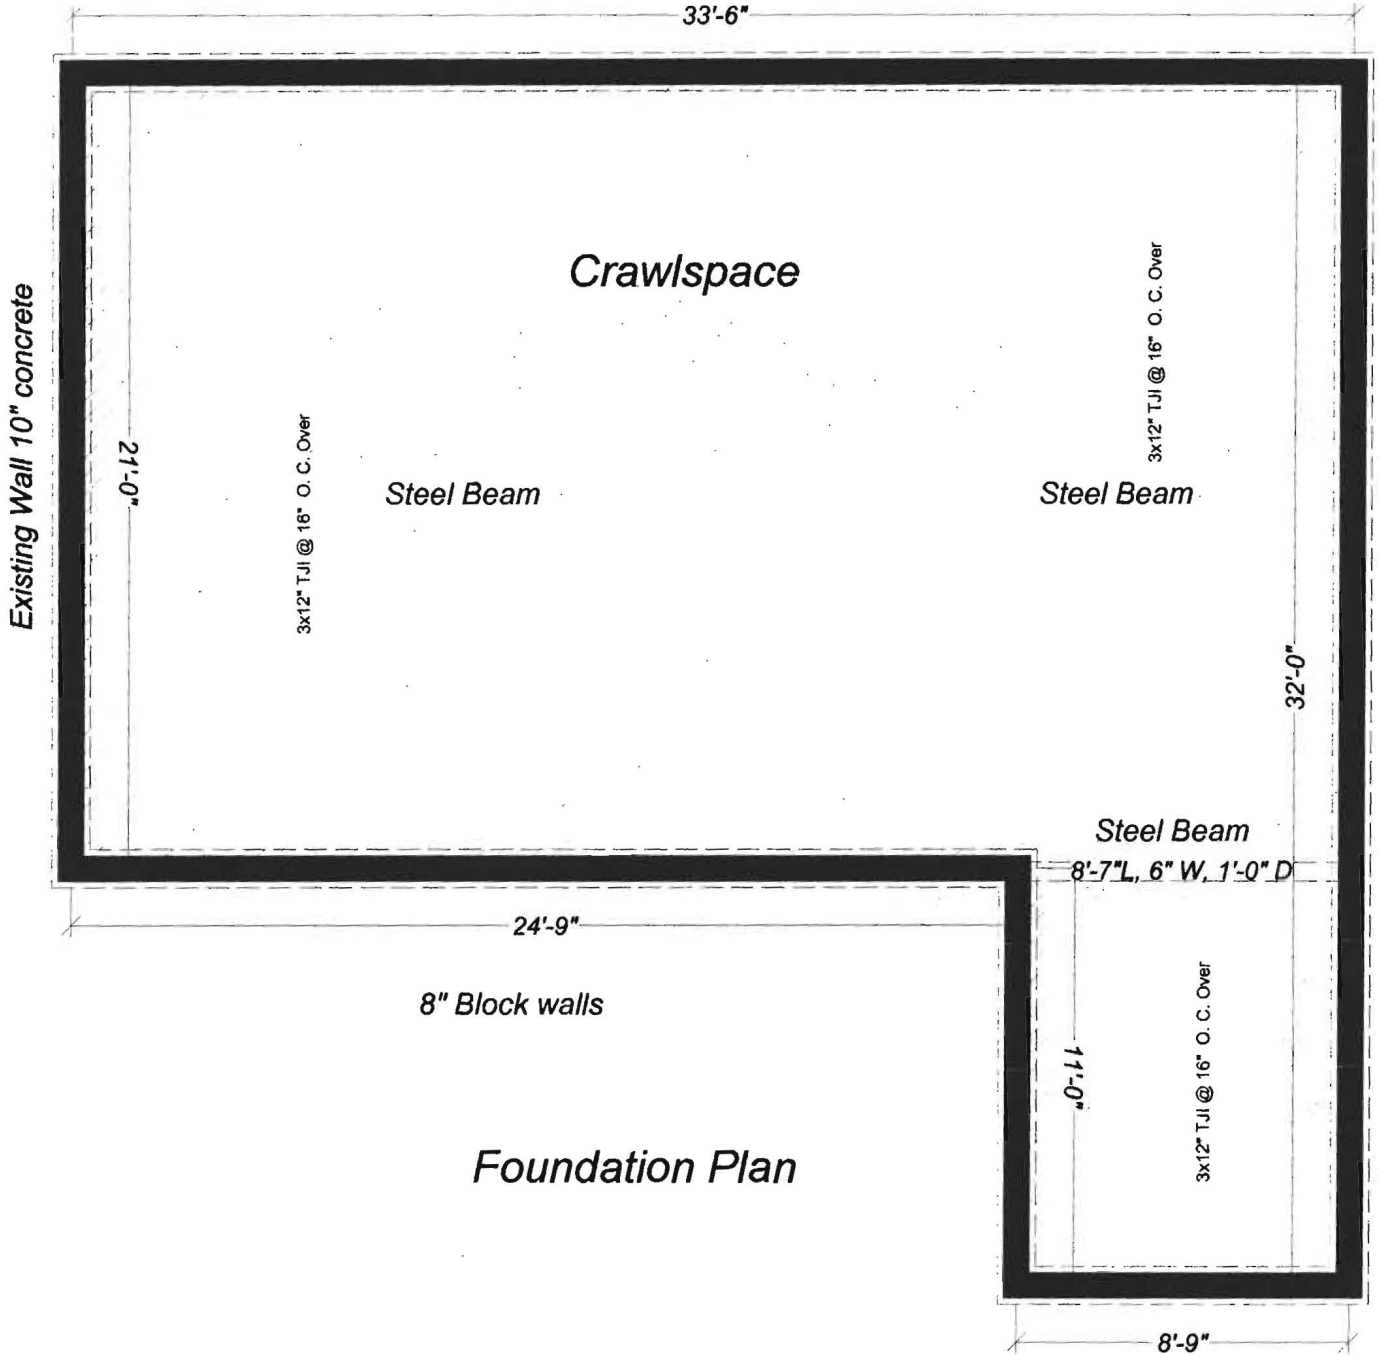 33'-6"
Crawlspace
3x12" TJI @ 16" O. C. Over
Existing Wall 10" concrete
21'-0"
3x12" TJI @ 16" O. C. Over
Steel Beam
Steel Beam
32'-0"
Steel Beam
8'-7"L, 6" W, 1'-0" D
24'-9"
8" Block walls
11'-0"
3x12" TJI @ 16" O. C. Over
Foundation Plan
8'-9"